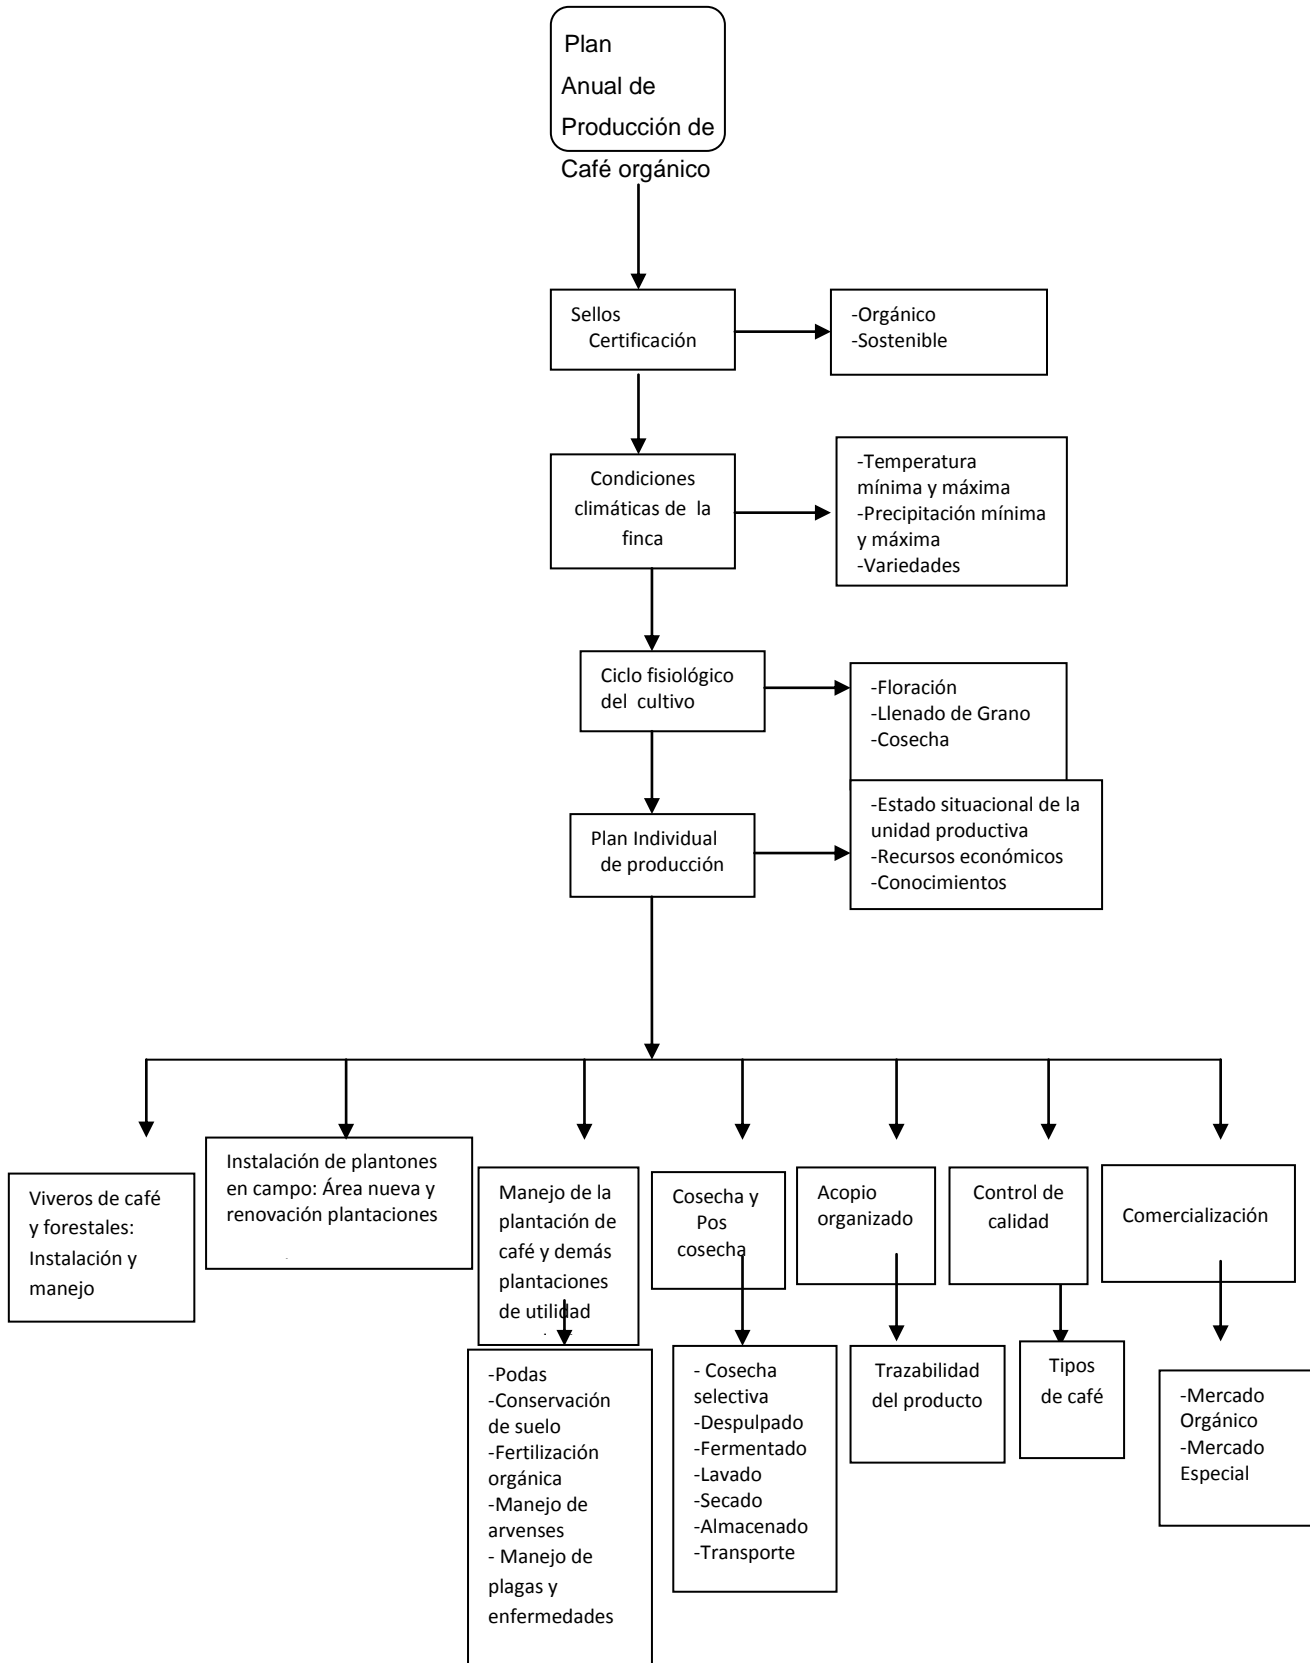 Plan
Anual de
Producción de
Café orgánico
Sellos
Certificación
-Orgánico
-Sostenible
Condiciones
climáticas de la
finca
-Temperatura
mínima y máxima
-Precipitación mínima
y máxima
-Variedades
Ciclo fisiológico
del cultivo
-Floración
-Llenado de Grano
-Cosecha
Plan Individual
de producción
-Estado situacional de la
unidad productiva
-Recursos económicos
-Conocimientos
Viveros de café
y forestales:
Instalación y
manejo
Instalación de plantones
en campo: Área nueva y
renovación plantaciones
Manejo de la
plantación de
café y demás
plantaciones
de utilidad
Cosecha y
Pos
cosecha
Acopio
organizado
Control de
calidad
Comercialización
-Podas
-Conservación
de suelo
-Fertilización
orgánica
-Manejo de
arvenses
- Manejo de
plagas y
enfermedades
- Cosecha
selectiva
-Despulpado
-Fermentado
-Lavado
-Secado
-Almacenado
-Transporte
Trazabilidad
del producto
Tipos
de café
-Mercado
Orgánico
-Mercado
Especial